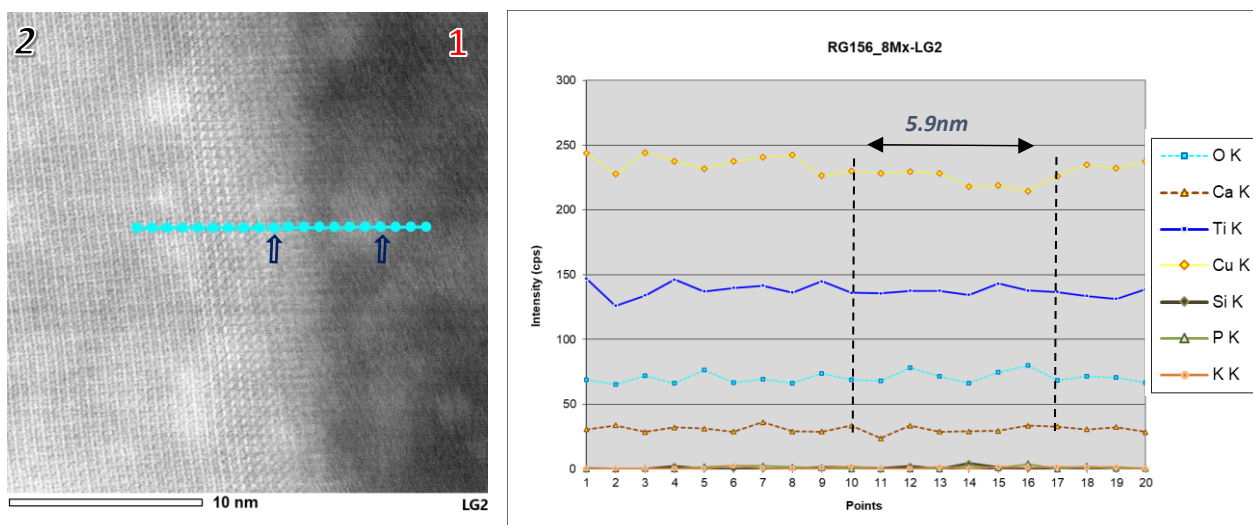 2
1
10 nm
LG2
RG156_8Mx-LG2
300
250
200
150
100
50
0
Intensity (cps)
5.9nm
1 2 3 4 5 6 7 8 9 10 11 12 13 14 15 16 17 18 19 20
Points
O K
Ca K
Ti K
Cu K
Si K
P K
K K